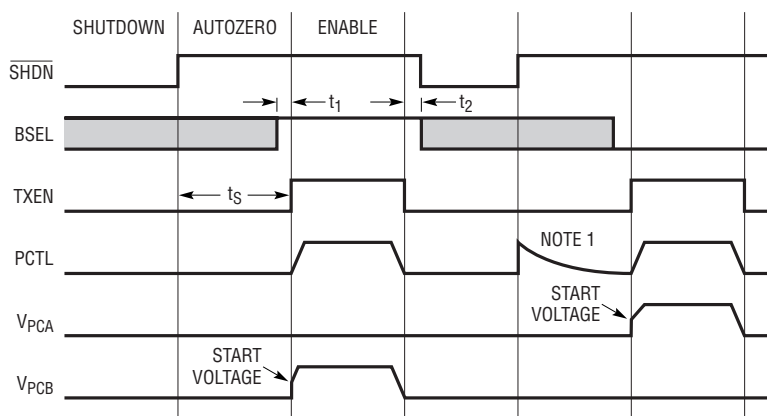 SHUTDOWN AUTOZERO ENABLE
SHDN
t1 t2
BSEL
tS
TXEN
NOTE 1
PCTL
START
VOLTAGE
VPCA
START
VOLTAGE
VPCB